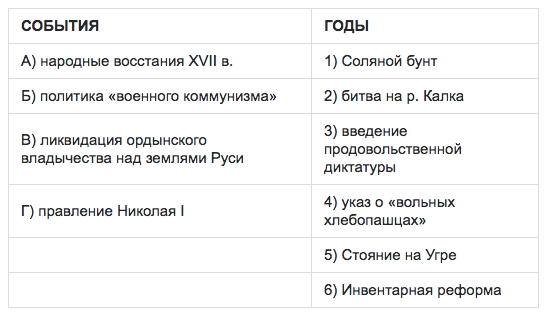 СОБЫТИЯ
ГОДЫ
А) народные восстания XVII в.
1) Соляной бунт
Б) политика «военного коммунизма»
2) битва на р. Калка
В) ликвидация ордынского
владычества над землями Руси
3) введение
продовольственной
диктатуры
Г) правление Николая I
4) указ о «вольных
хлебопашцах»
5) Стояние на Угре
6) Инвентарная реформа